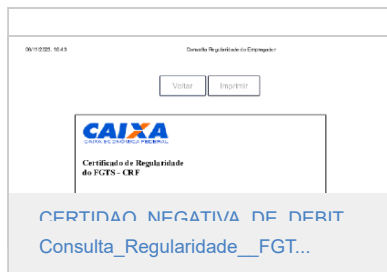 Consulta Regularidade do Empregador
Voltar Imprimir
CAIXA
CAIXA ECONÔMICA FEDERAL
Certificado de Regularidade
do FGTS - CRF
CERTIDAO_NEGATIVA_DE_DEBIT
Consulta_Regularidade__FGT...